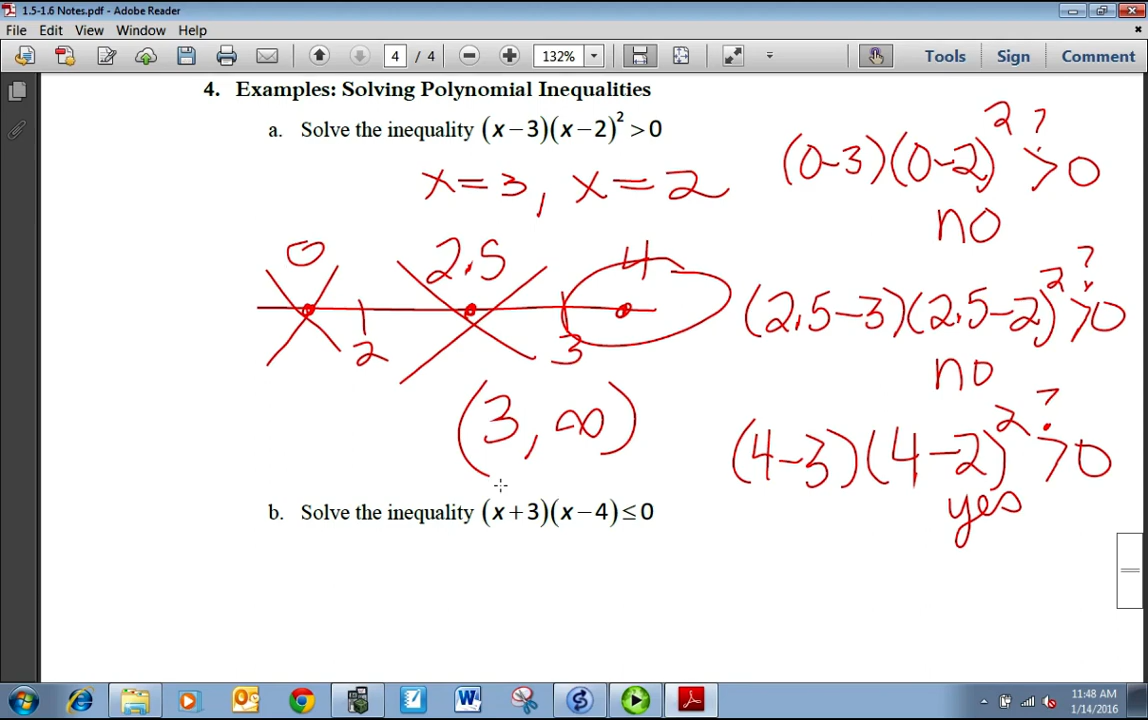 1.5-1.6 Notes.pdf - Adobe Reader
File Edit View Window Help
4 / 4 132% Tools Sign Comment
4. Examples: Solving Polynomial Inequalities
a. Solve the inequality (x−3)(x−2)² >0
x=3, x=2
(0-3)(0-2)² >? 0
no
0 2.5 4
2 3
(2.5-3)(2.5-2)² >? 0
no
(3, ∞)
(4-3)(4-2)² >? 0
yes
b. Solve the inequality (x+3)(x−4)≤0
11:48 AM
1/14/2016